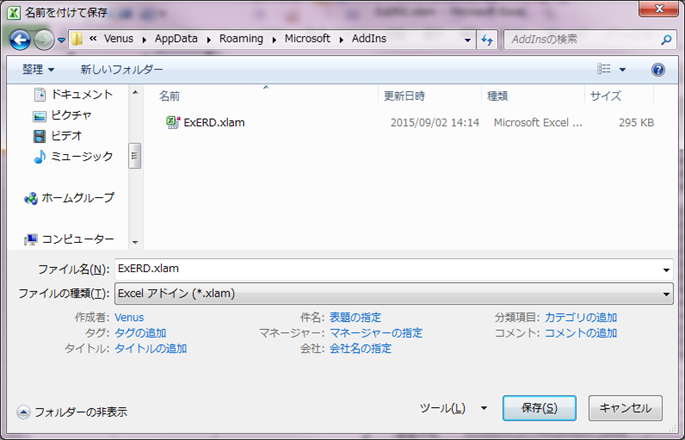 名前を付けて保存
« Venus ▸ AppData ▸ Roaming ▸ Microsoft ▸ AddIns
AddInsの検索
整理 新しいフォルダー
ドキュメント
ピクチャ
ビデオ
ミュージック
ホームグループ
コンピューター
名前 更新日時 種類 サイズ
ExERD.xlam 2015/09/02 14:14 Microsoft Excel ... 295 KB
ファイル名(N): ExERD.xlam
ファイルの種類(T): Excel アドイン (*.xlam)
作成者: Venus 件名: 表題の指定 分類項目: カテゴリの追加
タグ: タグの追加 マネージャー: マネージャーの指定 コメント: コメントの追加
タイトル: タイトルの追加 会社: 会社名の指定
フォルダーの非表示 ツール(L) 保存(S) キャンセル